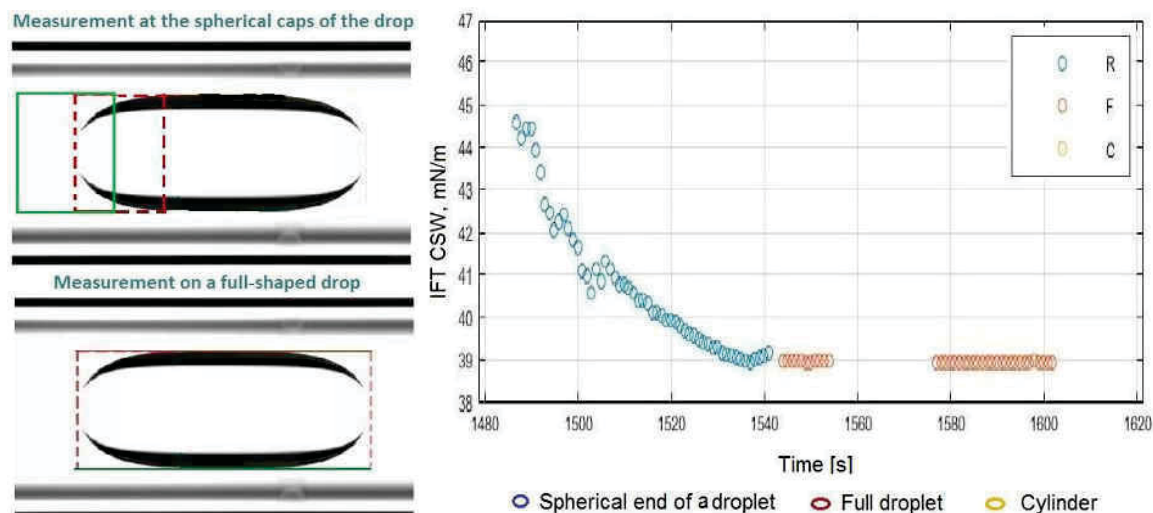 Measurement at the spherical caps of the drop
Measurement on a full-shaped drop
IFT CSW, mN/m
47
46
45
44
43
42
41
40
39
38
1480
1500
1520
1540
1560
1580
1600
1620
Time [s]
R
F
C
Spherical end of a droplet
Full droplet
Cylinder